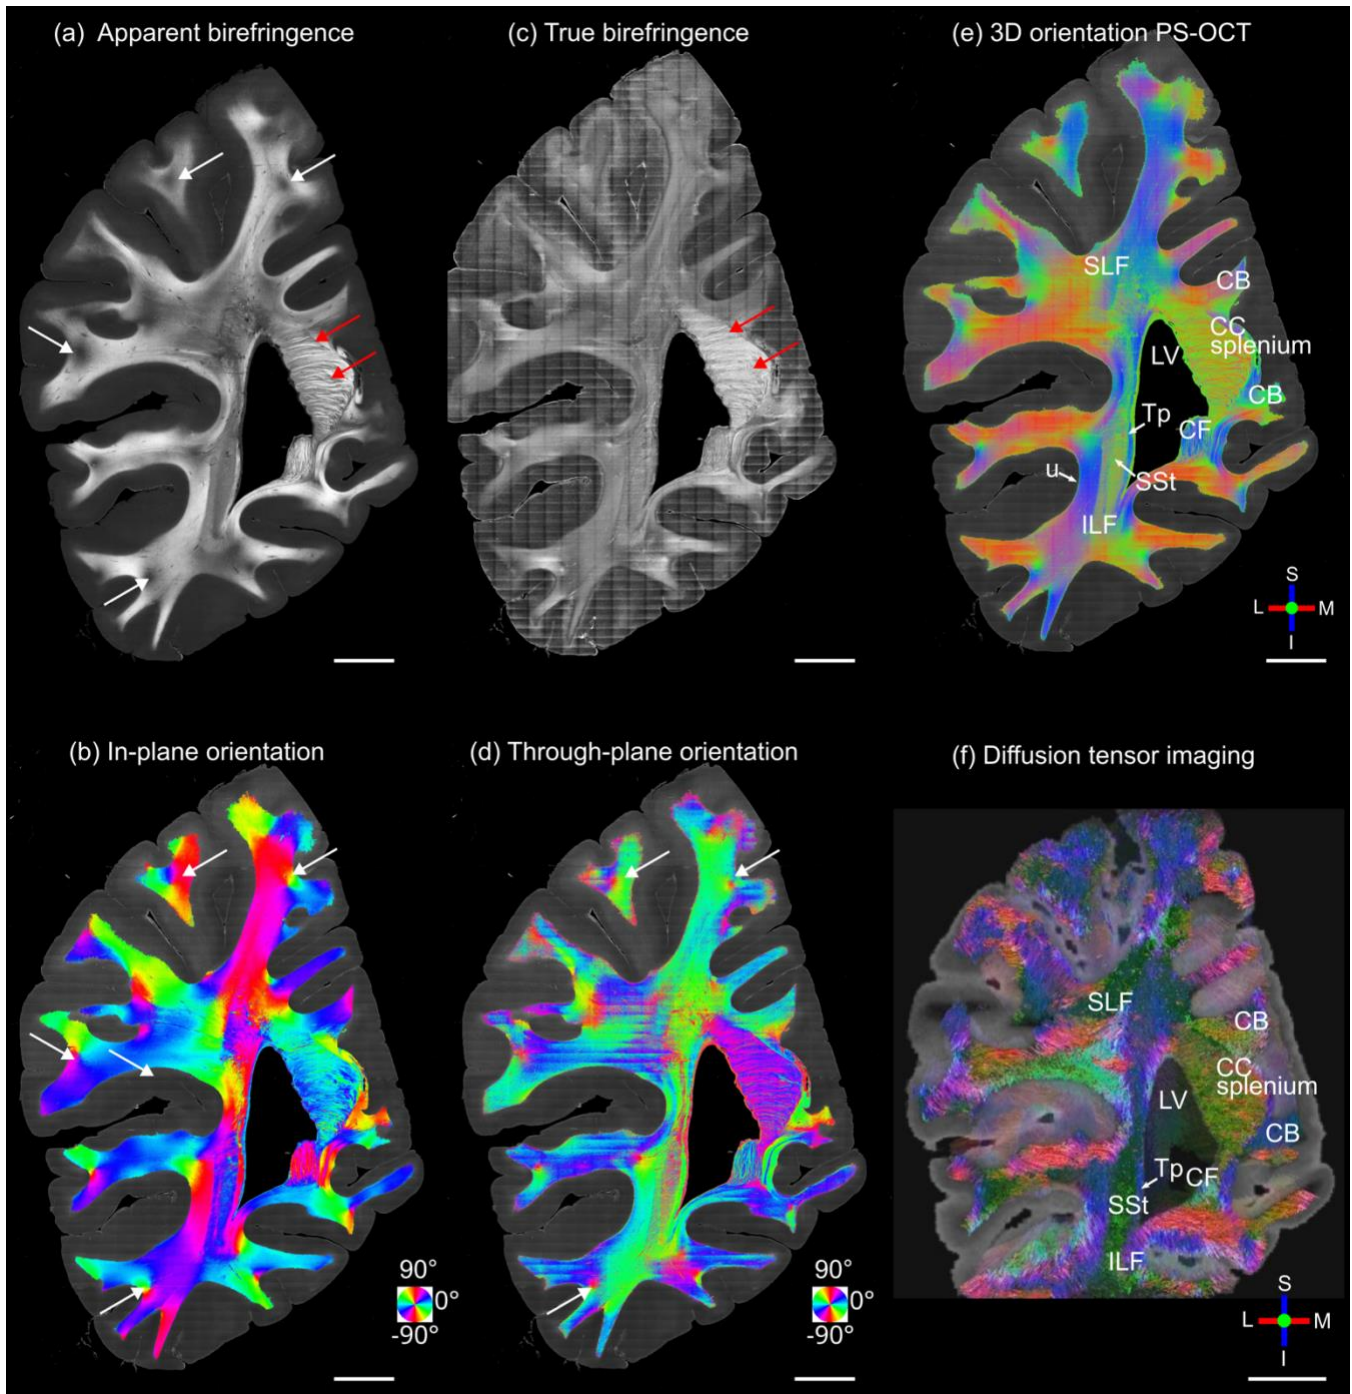 (a) Apparent birefringence
(c) True birefringence
(e) 3D orientation PS-OCT
SLF
CB
CC
splenium
LV
CB
Tp
CF
u
SSt
ILF
S
L M
I
(b) In-plane orientation
(d) Through-plane orientation
(f) Diffusion tensor imaging
SLF
CB
CC
splenium
LV
CB
Tp
CF
SSt
ILF
90°
0°
-90°
90°
0°
-90°
S
L M
I